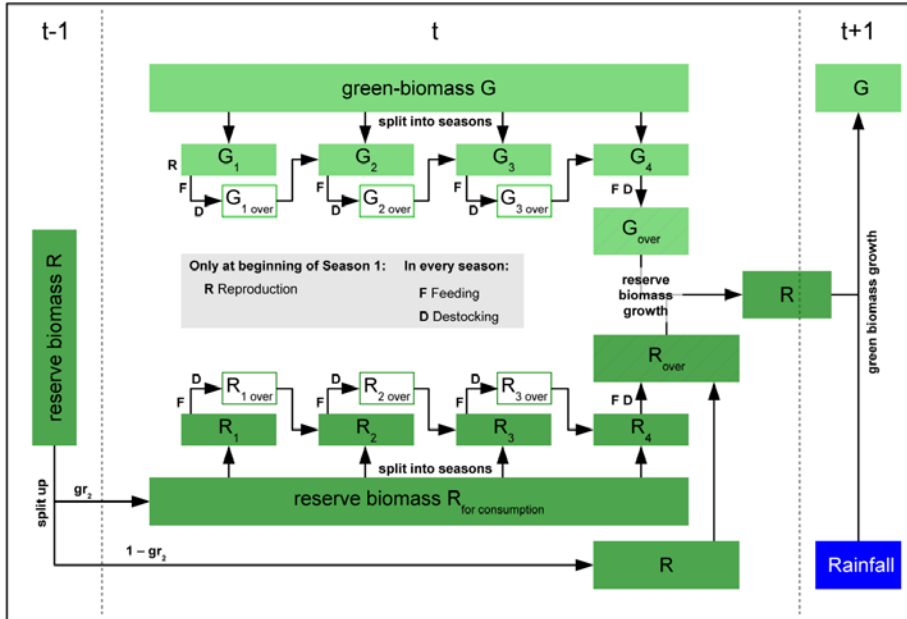 t-1
t
t+1
green-biomass G
G
split into seasons
R
G1
G2
G3
G4
F
D
G1 over
F
D
G2 over
F
D
G3 over
F D
Gover
Only at beginning of Season 1:
R Reproduction
In every season:
F Feeding
D Destocking
reserve biomass R
reserve
biomass
growth
R
green biomass growth
Rover
D
F
R1 over
D
F
R2 over
D
F
R3 over
F D
R1
R2
R3
R4
split into seasons
reserve biomass Rfor consumption
split up
gr2
1 – gr2
R
Rainfall